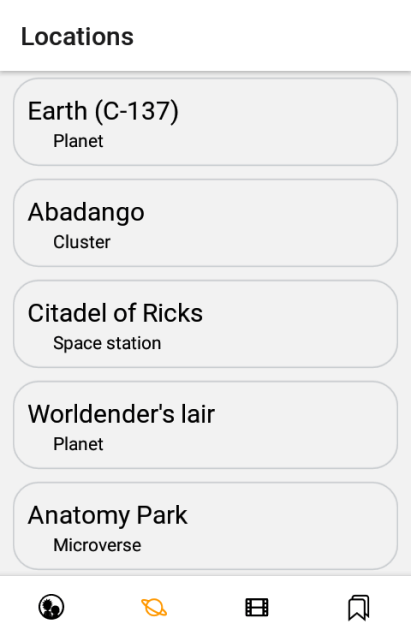 Locations
Earth (C-137)
Planet
Abadango
Cluster
Citadel of Ricks
Space station
Worldender's lair
Planet
Anatomy Park
Microverse